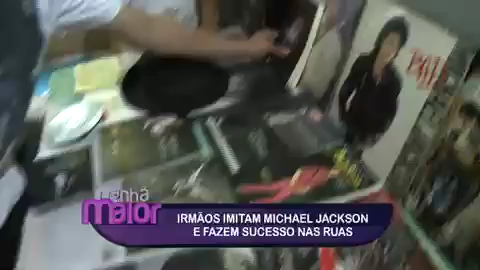 BAD
manhã
maior
IRMÃOS IMITAM MICHAEL JACKSON
E FAZEM SUCESSO NAS RUAS